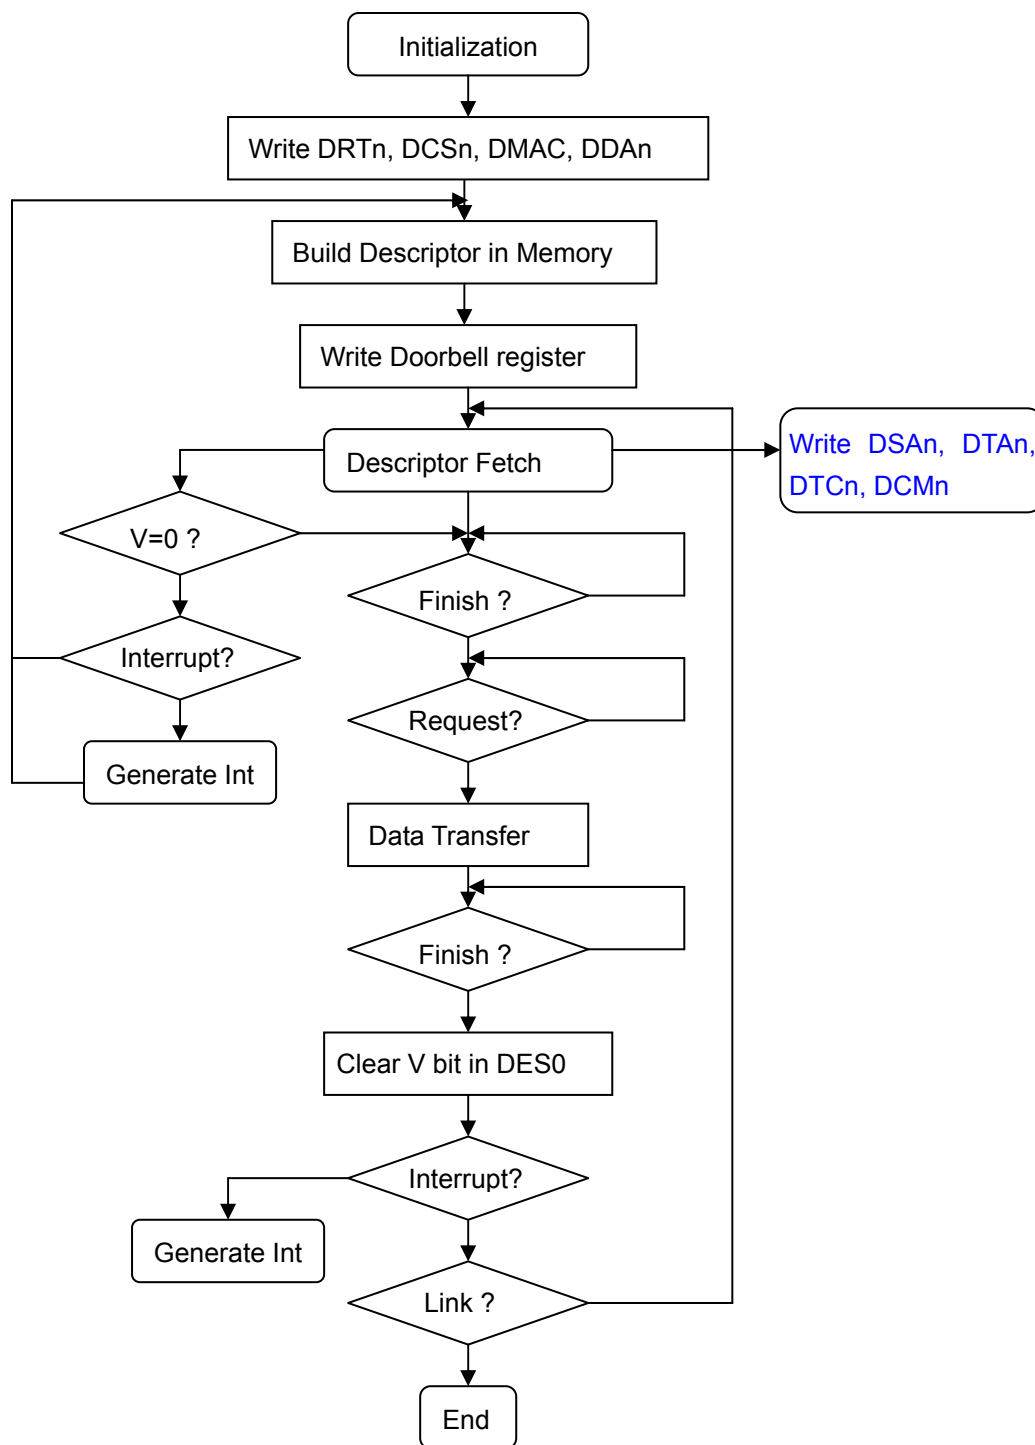 Initialization
Write DRTn, DCSn, DMAC, DDAn
Build Descriptor in Memory
Write Doorbell register
Descriptor Fetch
Write DSAn, DTAn,
DTCn, DCMn
V=0 ?
Finish ?
Interrupt?
Request?
Generate Int
Data Transfer
Finish ?
Clear V bit in DES0
Interrupt?
Generate Int
Link ?
End